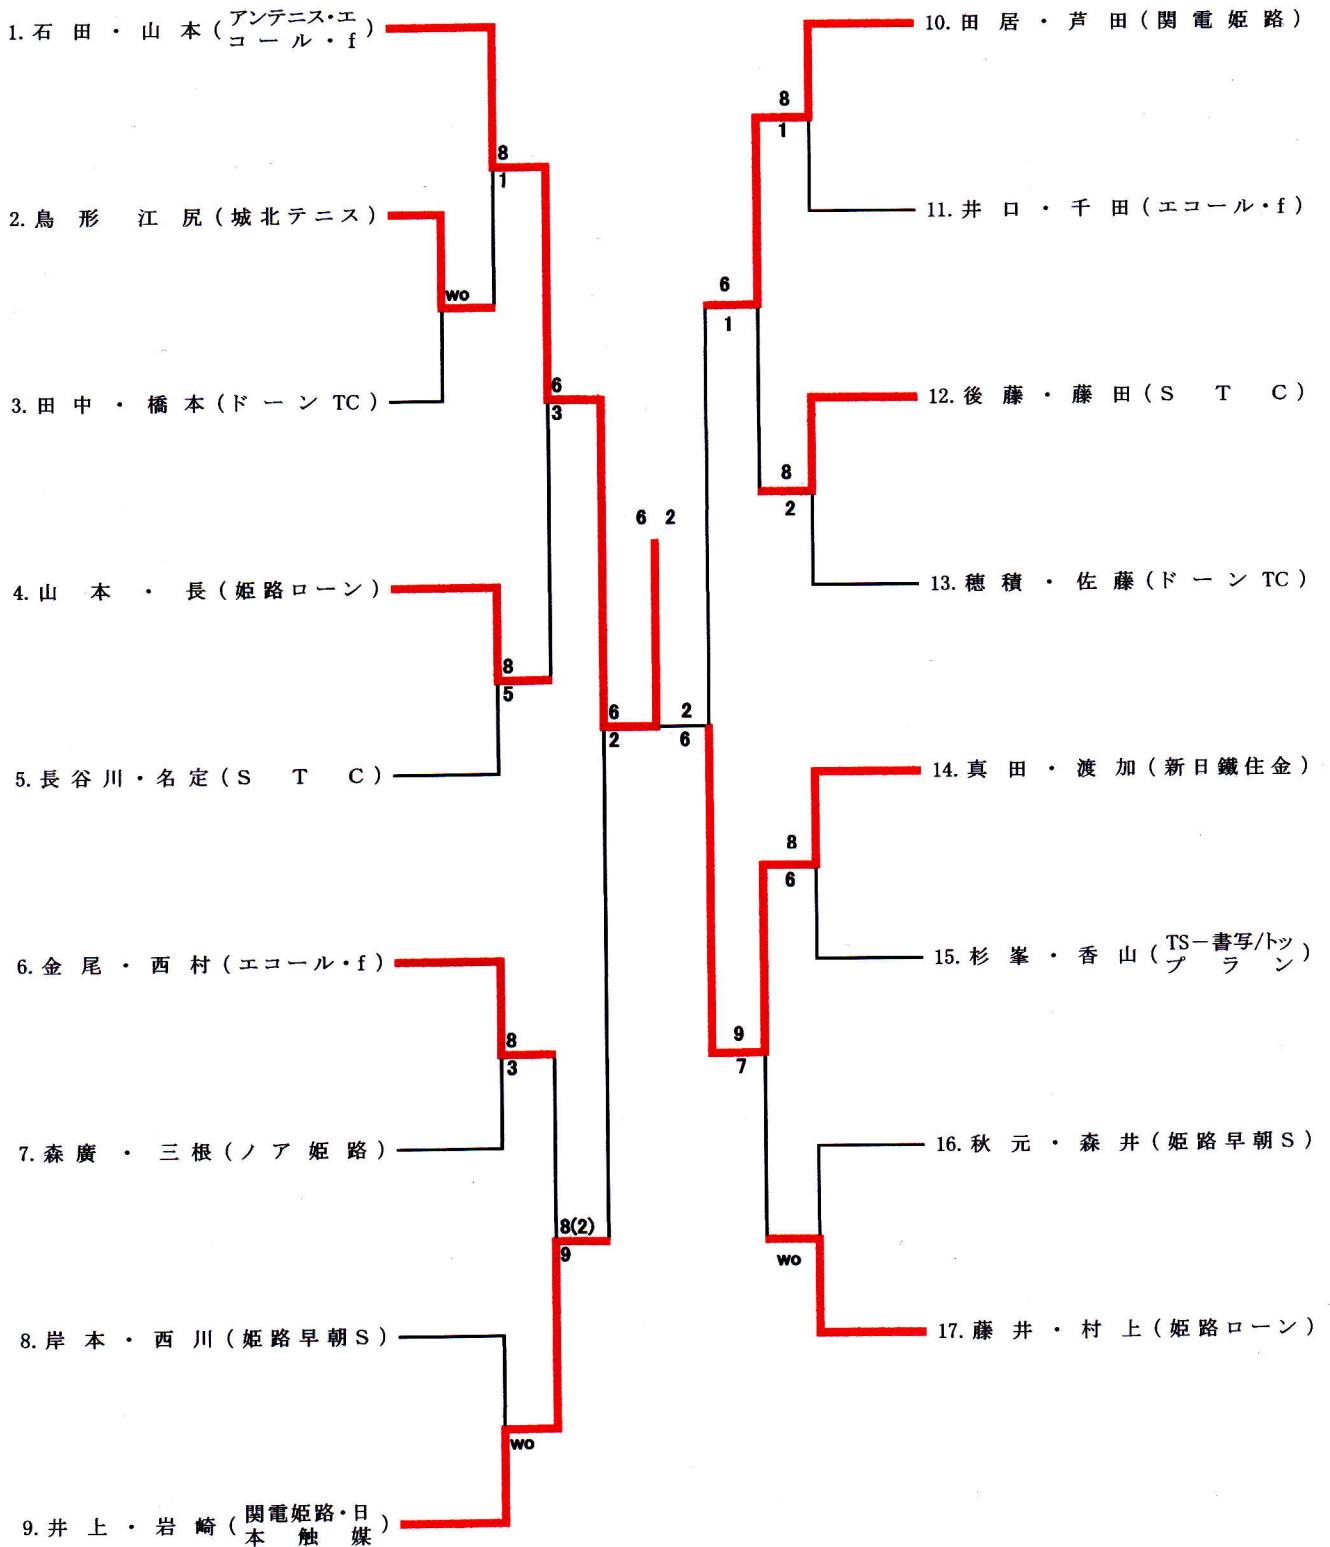 1. 石田・山本(アンテニス・エ
コール・f)
2. 鳥形 江尻(城北テニス)
3. 田中・橋本(ドーンTC)
4. 山本・長(姫路ローン)
5. 長谷川・名定(STC)
6. 金尾・西村(エコール・f)
7. 森廣・三根(ノア姫路)
8. 岸本・西川(姫路早朝S)
9. 井上・岩崎(関電姫路・日
本触媒)
8
1
wo
6
3
8
5
6
2
8
3
8(2)
9
wo
6 2
2
6
10. 田居・芦田(関電姫路)
11. 井口・千田(エコール・f)
12. 後藤・藤田(STC)
13. 穂積・佐藤(ドーンTC)
14. 真田・渡加(新日鐵住金)
15. 杉峯・香山(TSー書写/トッ
プラン)
16. 秋元・森井(姫路早朝S)
17. 藤井・村上(姫路ローン)
8
1
6
1
8
2
8
6
9
7
wo